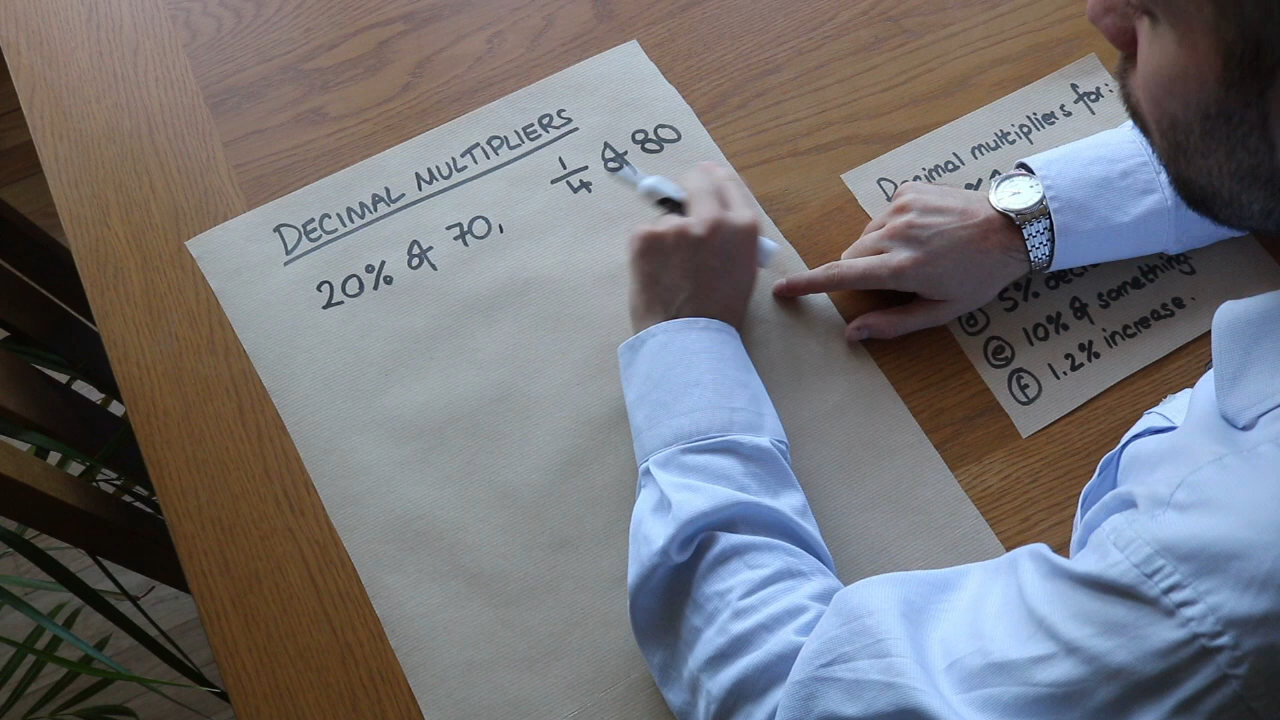 DECIMAL MULTIPLIERS
20% of 70,
1/4 of 80
Decimal multipliers for:
(d) 5%
(e) 10% of something
(f) 1.2% increase.